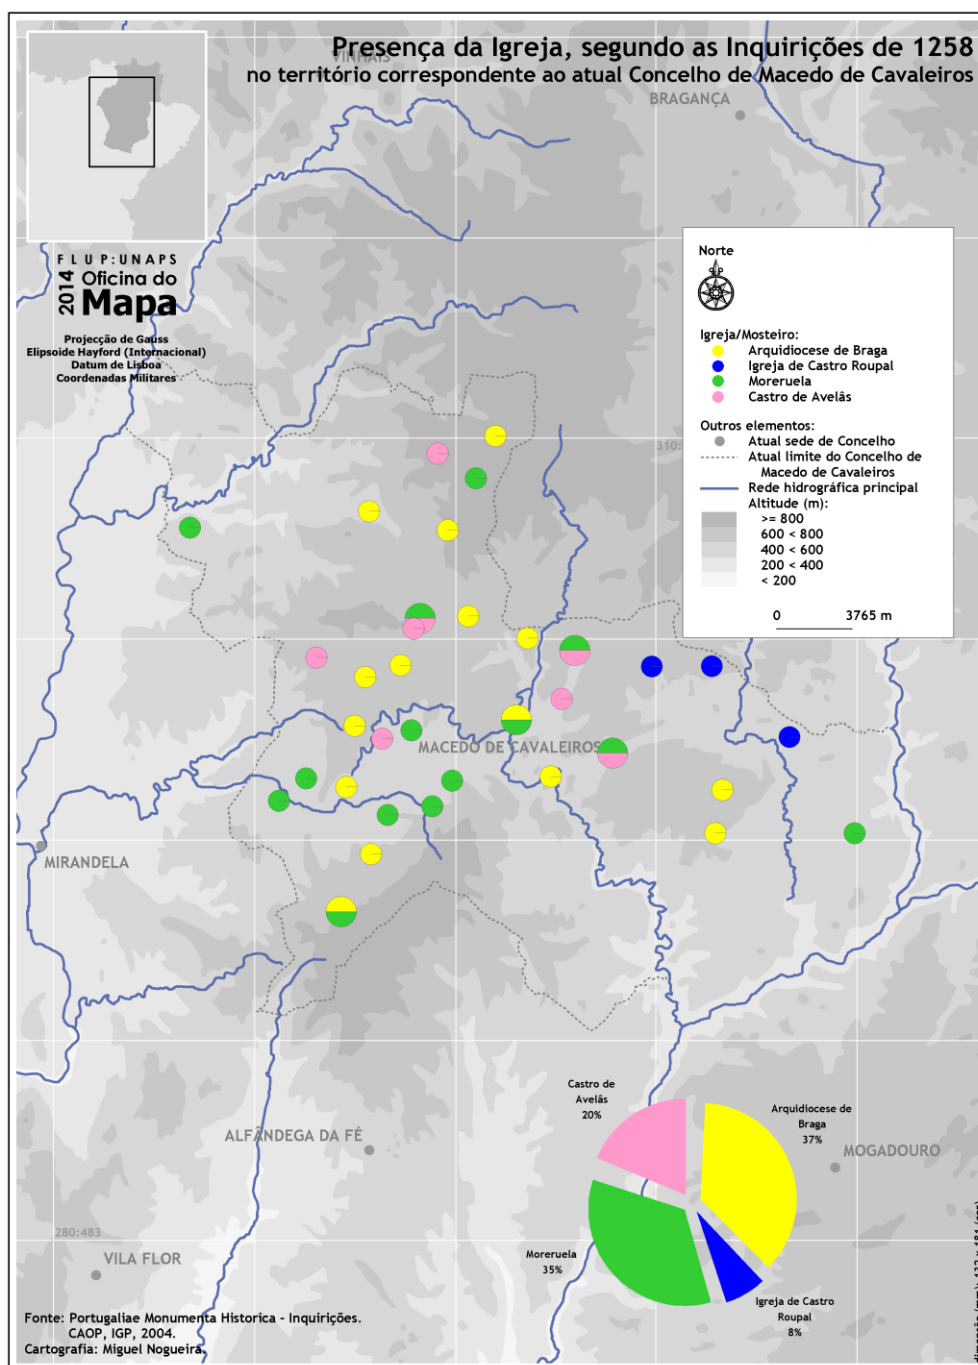 Presença da Igreja, segundo as Inquirições de 1258
no território correspondente ao atual Concelho de Macedo de Cavaleiros
VINHAIS
BRAGANÇA
F L U P : U N A P S
2014
Oficina do
Mapa
Projecção de Gauss
Elipsoide Hayford (Internacional)
Datum de Lisboa
Coordenadas Militares
Norte
Igreja/Mosteiro:
Arquidiocese de Braga
Igreja de Castro Roupal
Moreruela
Castro de Avelãs
Outros elementos:
Atual sede de Concelho
Atual limite do Concelho de
Macedo de Cavaleiros
Rede hidrográfica principal
Altitude (m):
>= 800
600 < 800
400 < 600
200 < 400
< 200
0 3765 m
310:
MACEDO DE CAVALEIROS
MIRANDELA
ALFÂNDEGA DA FÉ
MOGADOURO
280:483
VILA FLOR
Castro de
Avelãs
20%
Arquidiocese de
Braga
37%
Moreruela
35%
Igreja de Castro
Roupal
8%
Fonte: Portugaliae Monumenta Historica - Inquirições.
CAOP, IGP, 2004.
Cartografia: Miguel Nogueira.